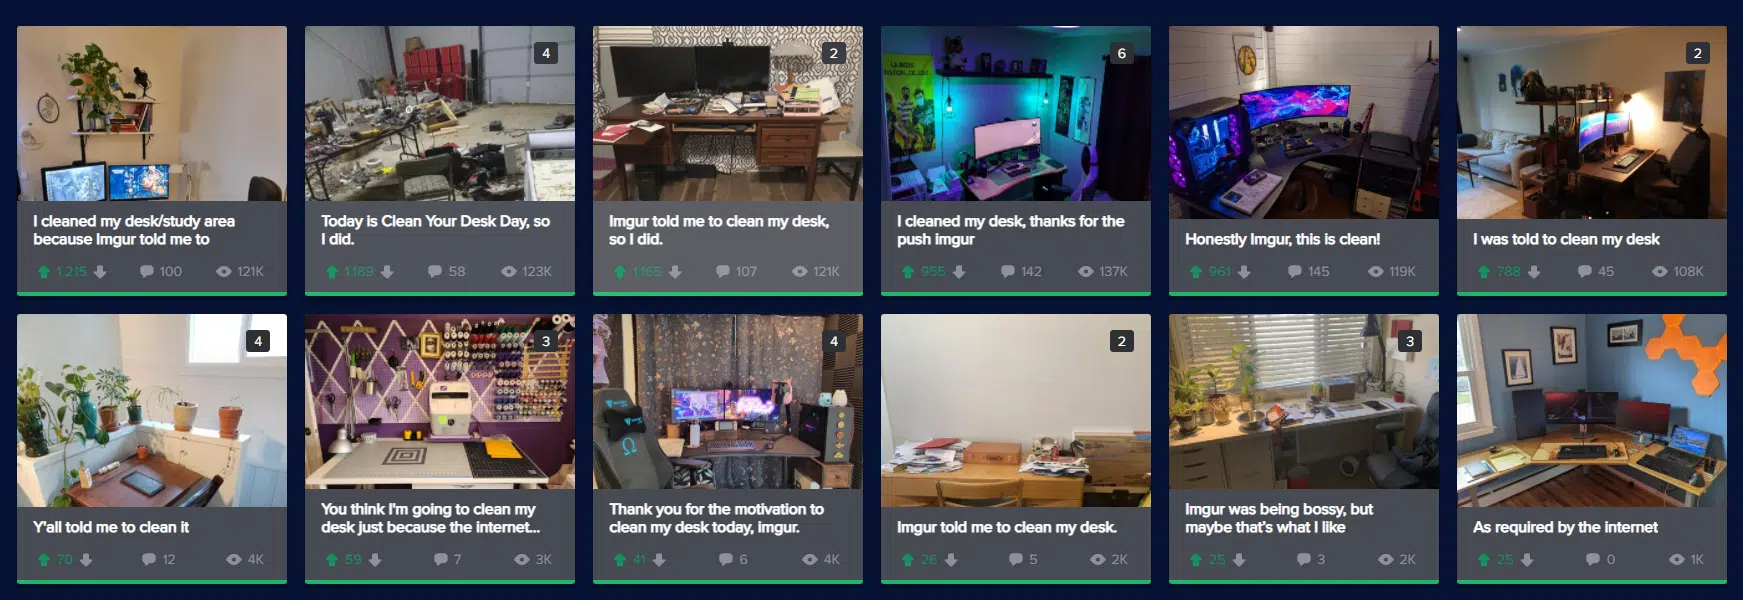 4
2
6
2
I cleaned my desk/study area
because Imgur told me to
1,215 100 121K
Today is Clean Your Desk Day, so
I did.
1,189 58 123K
Imgur told me to clean my desk,
so I did.
1,165 107 121K
I cleaned my desk, thanks for the
push imgur
955 142 137K
Honestly Imgur, this is clean!
961 145 119K
I was told to clean my desk
788 45 108K
4
3
4
2
3
Y'all told me to clean it
70 12 4K
You think I'm going to clean my
desk just because the internet...
59 7 3K
Thank you for the motivation to
clean my desk today, imgur.
41 6 4K
Imgur told me to clean my desk.
26 5 2K
Imgur was being bossy, but
maybe that's what I like
25 3 2K
As required by the internet
25 0 1K